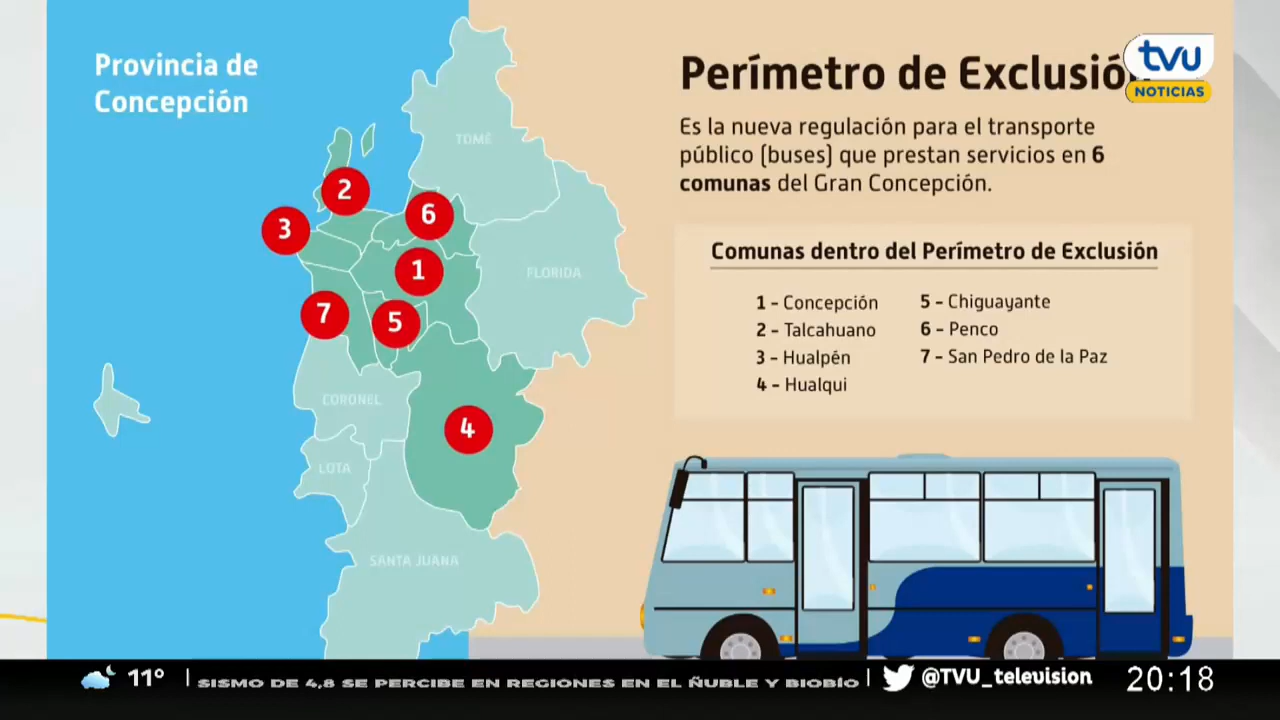 Provincia de
Concepción
Perímetro de Exclusión
tvu
NOTICIAS
Es la nueva regulación para el transporte
público (buses) que prestan servicios en 6
comunas del Gran Concepción.
Comunas dentro del Perímetro de Exclusión
1 - Concepción
2 - Talcahuano
3 - Hualpén
4 - Hualqui
5 - Chiguayante
6 - Penco
7 - San Pedro de la Paz
TOMÉ
2
6
3
1
FLORIDA
7
5
CORONEL
4
LOTA
SANTA JUANA
11° | SISMO DE 4,8 SE PERCIBE EN REGIONES EN EL ÑUBLE Y BIOBÍO | @TVU_television 20:18